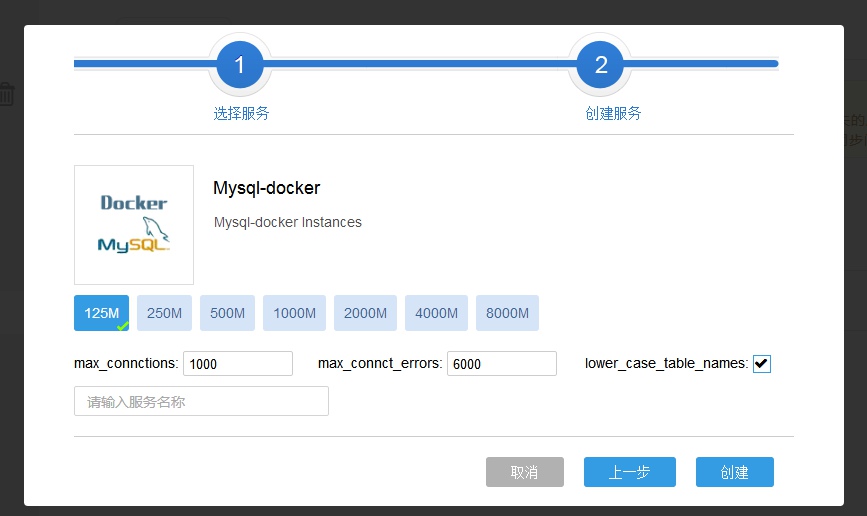 1
2
选择服务
创建服务
Docker
MySQL
Mysql-docker
Mysql-docker Instances
125M 250M 500M 1000M 2000M 4000M 8000M
max_connctions: 1000 max_connct_errors: 6000 lower_case_table_names:
请输入服务名称
取消 上一步 创建